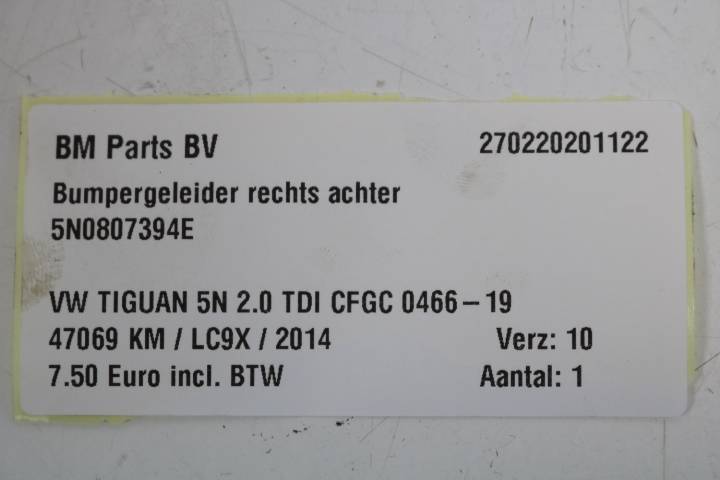 BM Parts BV 270220201122
Bumpergeleider rechts achter
5N0807394E
VW TIGUAN 5N 2.0 TDI CFGC 0466-19
47069 KM / LC9X / 2014 Verz: 10
7.50 Euro incl. BTW Aantal: 1